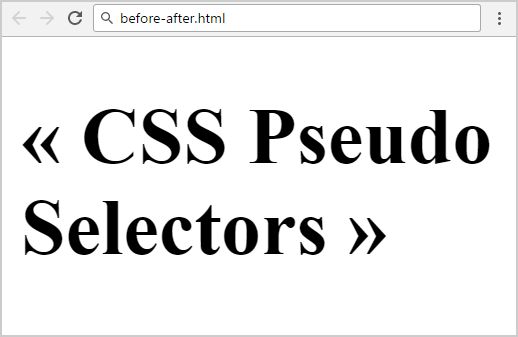 before-after.html
« CSS Pseudo
Selectors »